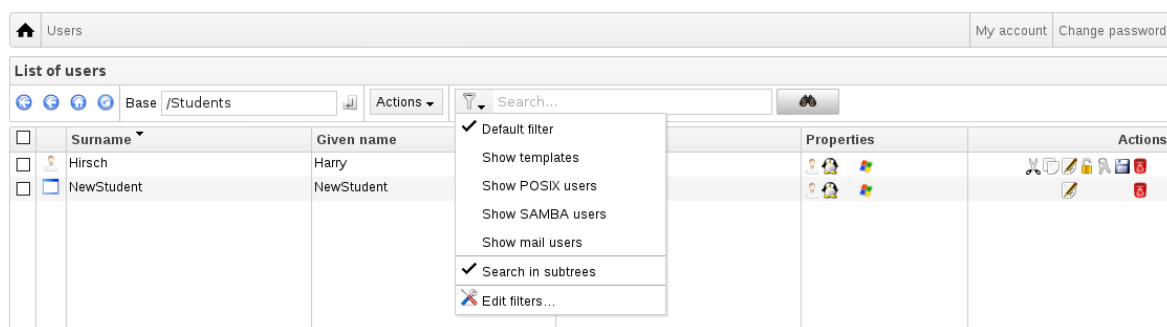 Users My account Change password
List of users
Base /Students Actions Search...
Surname Given name Properties Actions
Hirsch Harry
NewStudent NewStudent
Default filter
Show templates
Show POSIX users
Show SAMBA users
Show mail users
Search in subtrees
Edit filters...